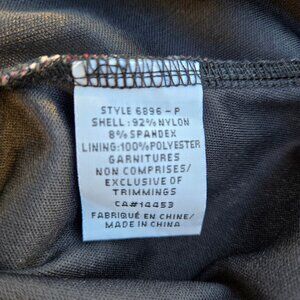 STYLE 6896-P
SHELL:92%NYLON
8% SPANDEX
LINING:100%POLYESTER
GARNITURES
NON COMPRISES/
EXCLUSIVE OF
TRIMMINGS
CA#14453
FABRIQUÉ EN CHINE/
MADE IN CHINA